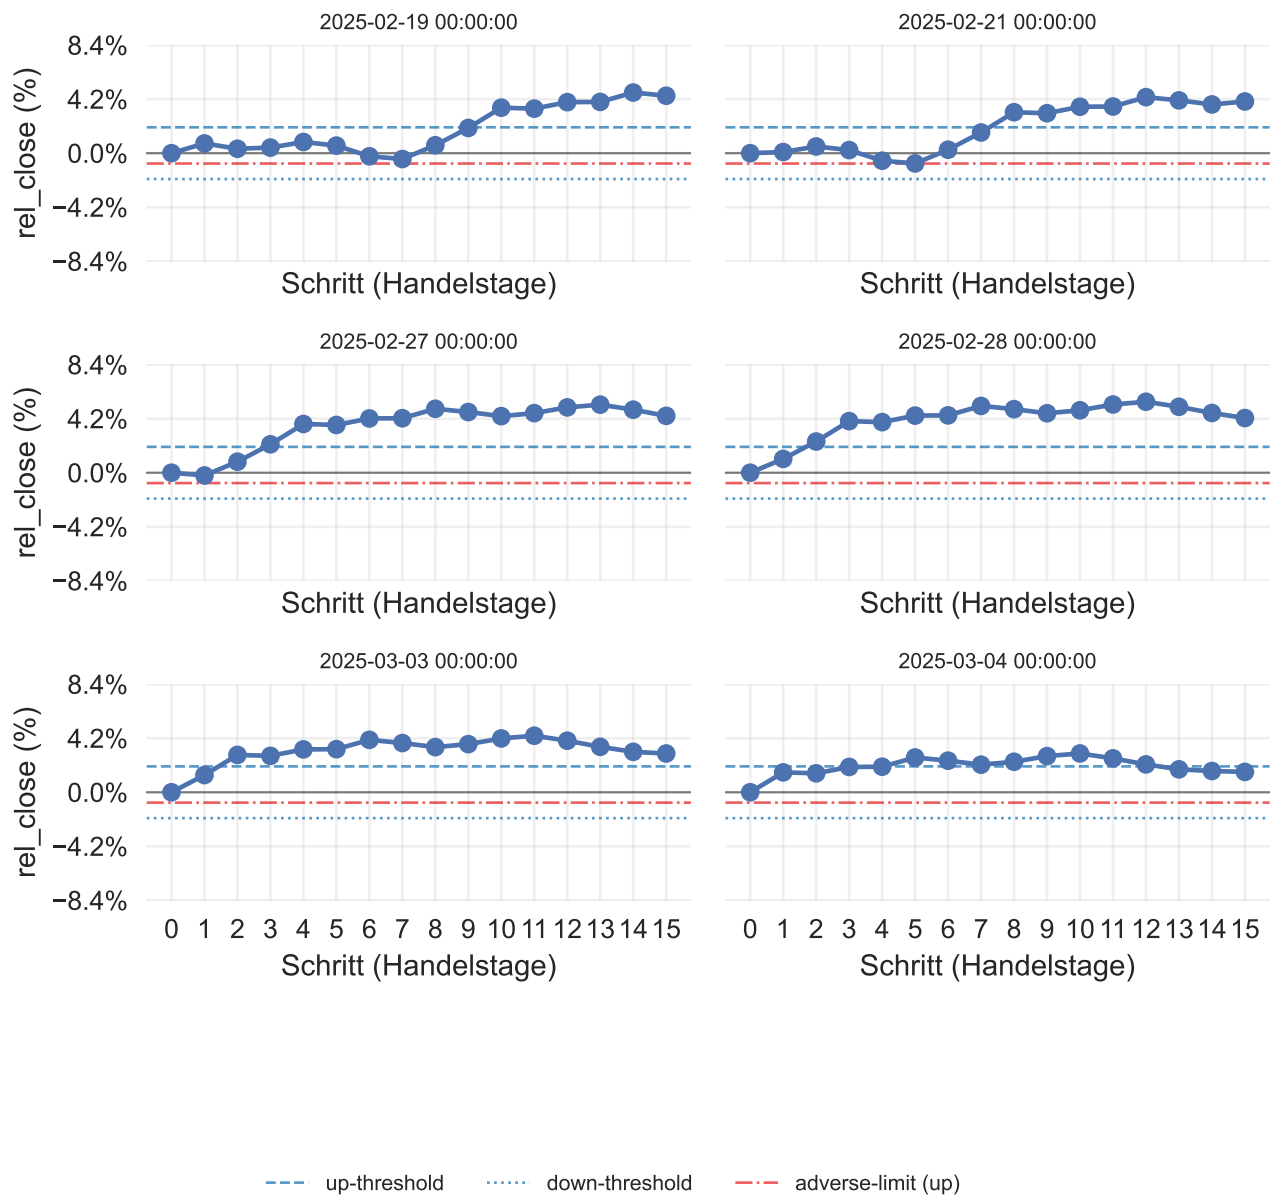 2025-02-19 00:00:00
2025-02-21 00:00:00
8.4%
4.2%
0.0%
−4.2%
−8.4%
rel_close (%)
Schritt (Handelstage)
Schritt (Handelstage)
2025-02-27 00:00:00
2025-02-28 00:00:00
8.4%
4.2%
0.0%
−4.2%
−8.4%
rel_close (%)
Schritt (Handelstage)
Schritt (Handelstage)
2025-03-03 00:00:00
2025-03-04 00:00:00
8.4%
4.2%
0.0%
−4.2%
−8.4%
rel_close (%)
0 1 2 3 4 5 6 7 8 9 10 11 12 13 14 15
0 1 2 3 4 5 6 7 8 9 10 11 12 13 14 15
Schritt (Handelstage)
Schritt (Handelstage)
up-threshold down-threshold adverse-limit (up)